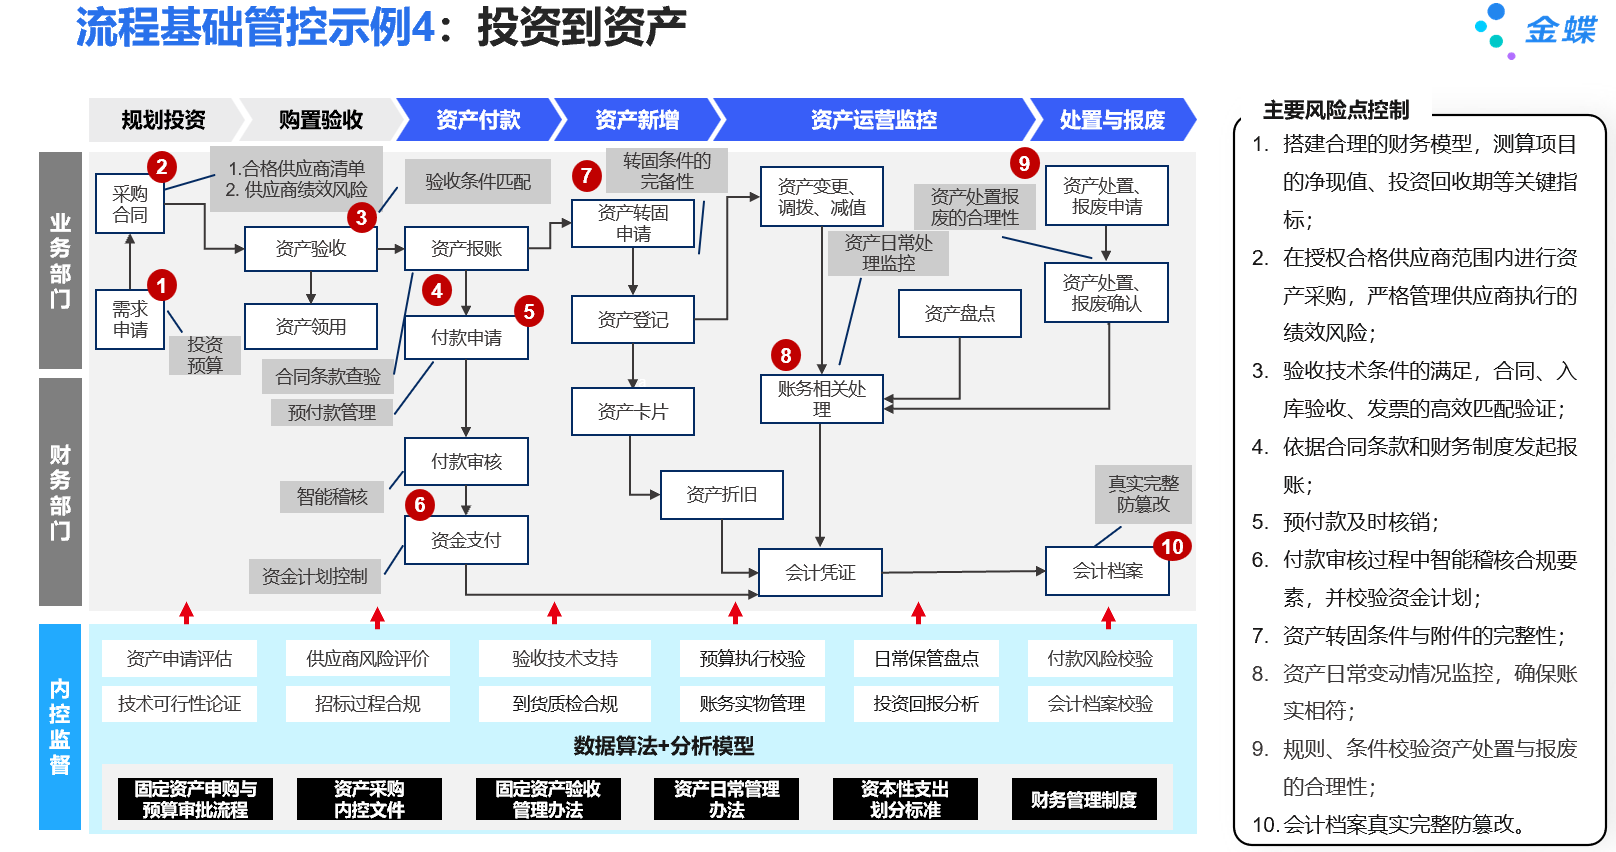 流程基础管控示例4：投资到资产
金蝶
规划投资
购置验收
资产付款
资产新增
资产运营监控
处置与报废
业务部门
财务部门
内控监督
2
采购
合同
1.合格供应商清单
2. 供应商绩效风险
3
验收条件匹配
资产验收
资产领用
1
需求
申请
投资
预算
资产报账
4
5
付款申请
合同条款查验
预付款管理
付款审核
智能稽核
6
资金支付
资金计划控制
7
转固条件的
完备性
资产转固
申请
资产登记
资产卡片
资产折旧
资产变更、
调拨、减值
资产日常处
理监控
资产盘点
8
账务相关处
理
会计凭证
9
资产处置报
废的合理性
资产处置、
报废申请
资产处置、
报废确认
真实完整
防篡改
10
会计档案
资产申请评估
供应商风险评价
验收技术支持
预算执行校验
日常保管盘点
付款风险校验
技术可行性论证
招标过程合规
到货质检合规
账务实物管理
投资回报分析
会计档案校验
数据算法+分析模型
固定资产申购与
预算审批流程
资产采购
内控文件
固定资产验收
管理办法
资产日常管理
办法
资本性支出
划分标准
财务管理制度
主要风险点控制
1. 搭建合理的财务模型，测算项目
的净现值、投资回收期等关键指
标；
2. 在授权合格供应商范围内进行资
产采购，严格管理供应商执行的
绩效风险；
3. 验收技术条件的满足，合同、入
库验收、发票的高效匹配验证；
4. 依据合同条款和财务制度发起报
账；
5. 预付款及时核销；
6. 付款审核过程中智能稽核合规要
素，并校验资金计划；
7. 资产转固条件与附件的完整性；
8. 资产日常变动情况监控，确保账
实相符；
9. 规则、条件校验资产处置与报废
的合理性；
10. 会计档案真实完整防篡改。